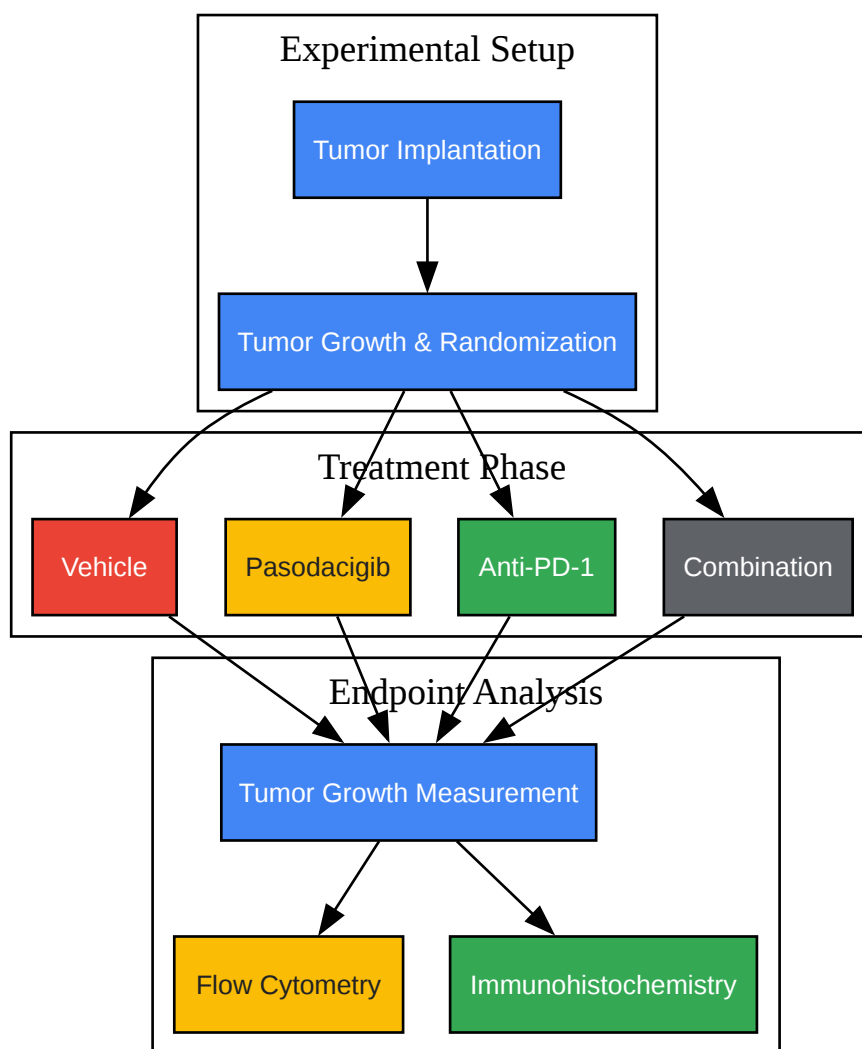 Experimental Setup
Tumor Implantation
Tumor Growth & Randomization
Treatment Phase
Vehicle
Pasodacigib
Anti-PD-1
Combination
Endpoint Analysis
Tumor Growth Measurement
Flow Cytometry
Immunohistochemistry